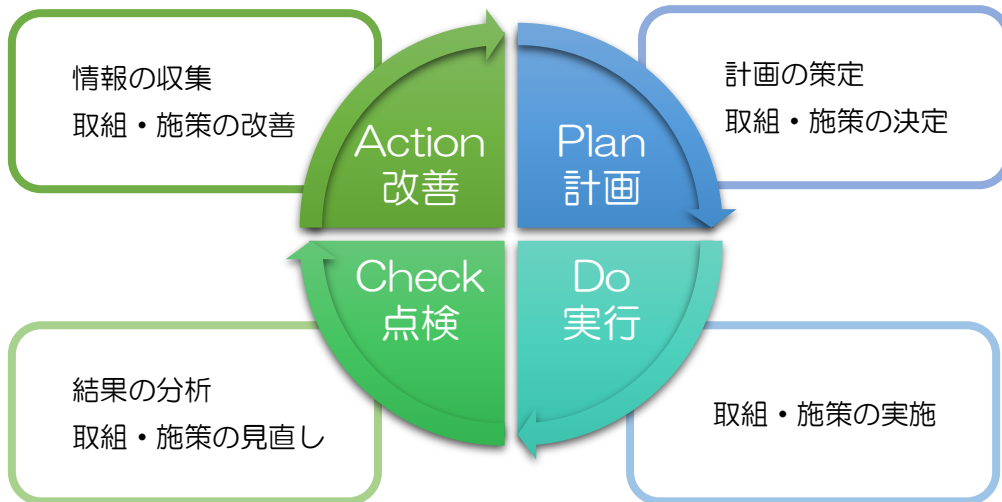 情報の収集
取組・施策の改善
Action
改善
Plan
計画
計画の策定
取組・施策の決定
結果の分析
取組・施策の見直し
Check
点検
Do
実行
取組・施策の実施